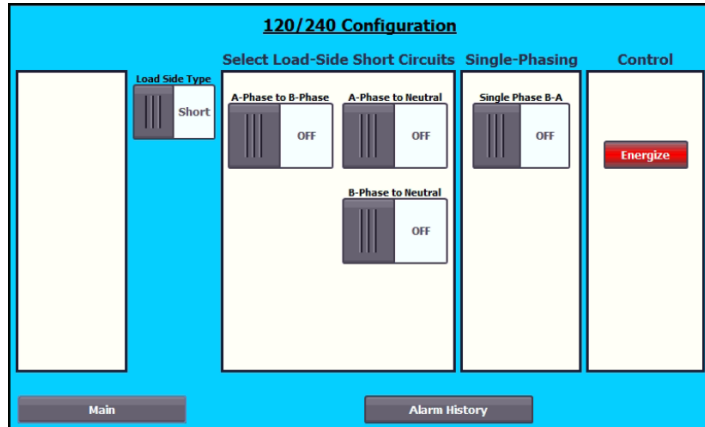 120/240 Configuration
Select Load-Side Short Circuits Single-Phasing Control
Load Side Type
Short
A-Phase to B-Phase A-Phase to Neutral Single Phase B-A
OFF OFF OFF
Energize
B-Phase to Neutral
OFF
Main Alarm History